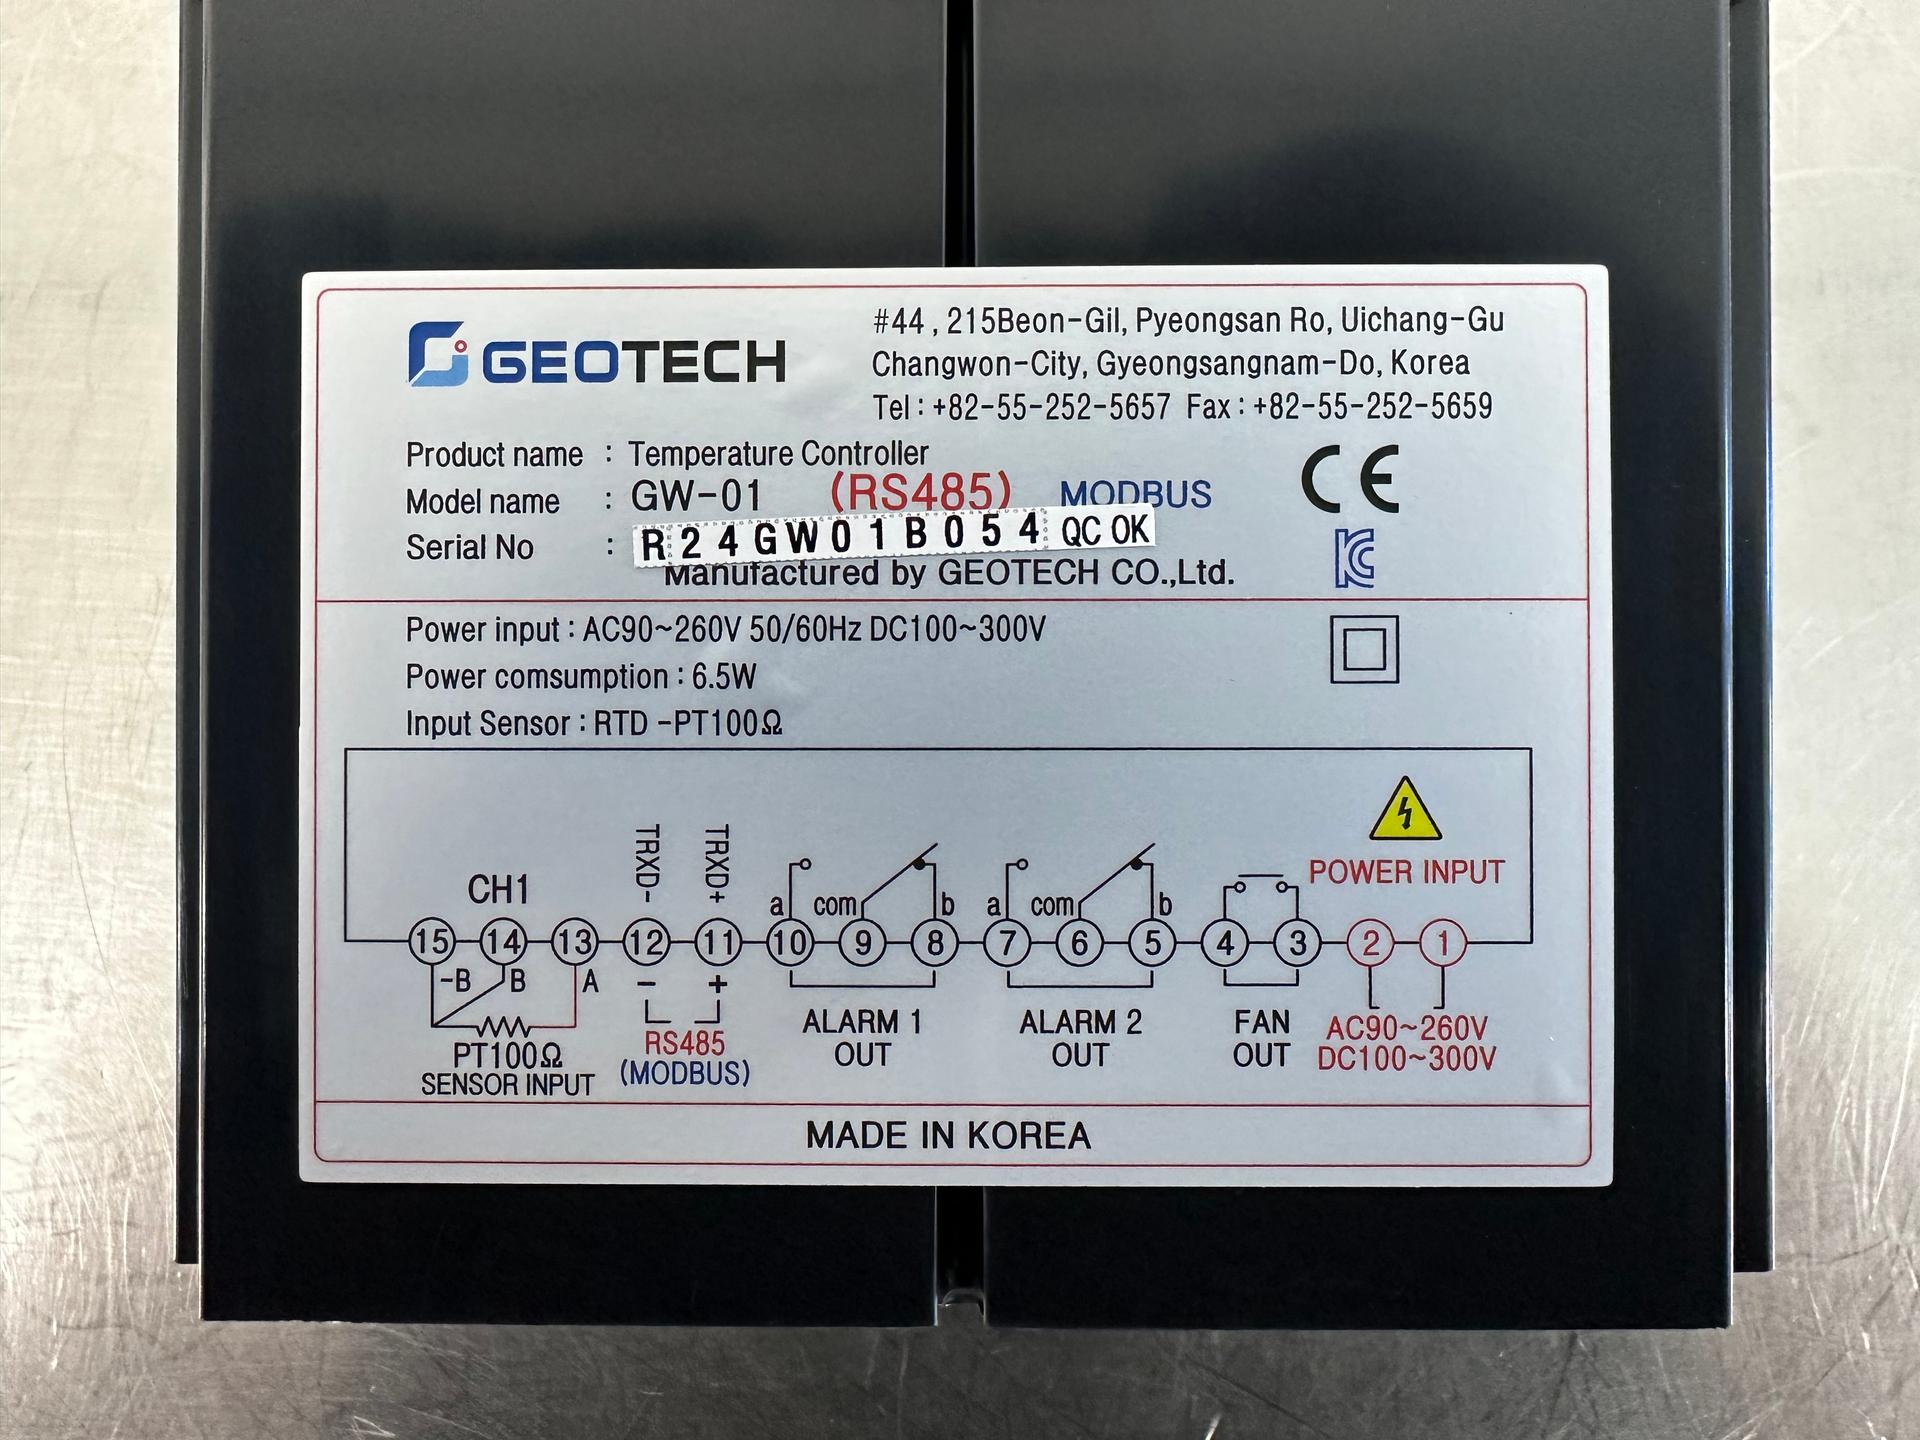 GEOTECH
#44 , 215Beon-Gil, Pyeongsan Ro, Uichang-Gu
Changwon-City, Gyeongsangnam-Do, Korea
Tel : +82-55-252-5657 Fax : +82-55-252-5659
Product name : Temperature Controller
Model name : GW-01 (RS485) MODBUS
Serial No : R24GW01B054 QC OK
Manufactured by GEOTECH CO.,Ltd.
CE
KC
Power input : AC90~260V 50/60Hz DC100~300V
Power comsumption : 6.5W
Input Sensor : RTD -PT100Ω
POWER INPUT
CH1 TRXD- TRXD+ a com b a com b
15 14 13 12 11 10 9 8 7 6 5 4 3 2 1
-B B A - +
PT100Ω
SENSOR INPUT
RS485
(MODBUS)
ALARM 1
OUT
ALARM 2
OUT
FAN
OUT
AC90~260V
DC100~300V
MADE IN KOREA